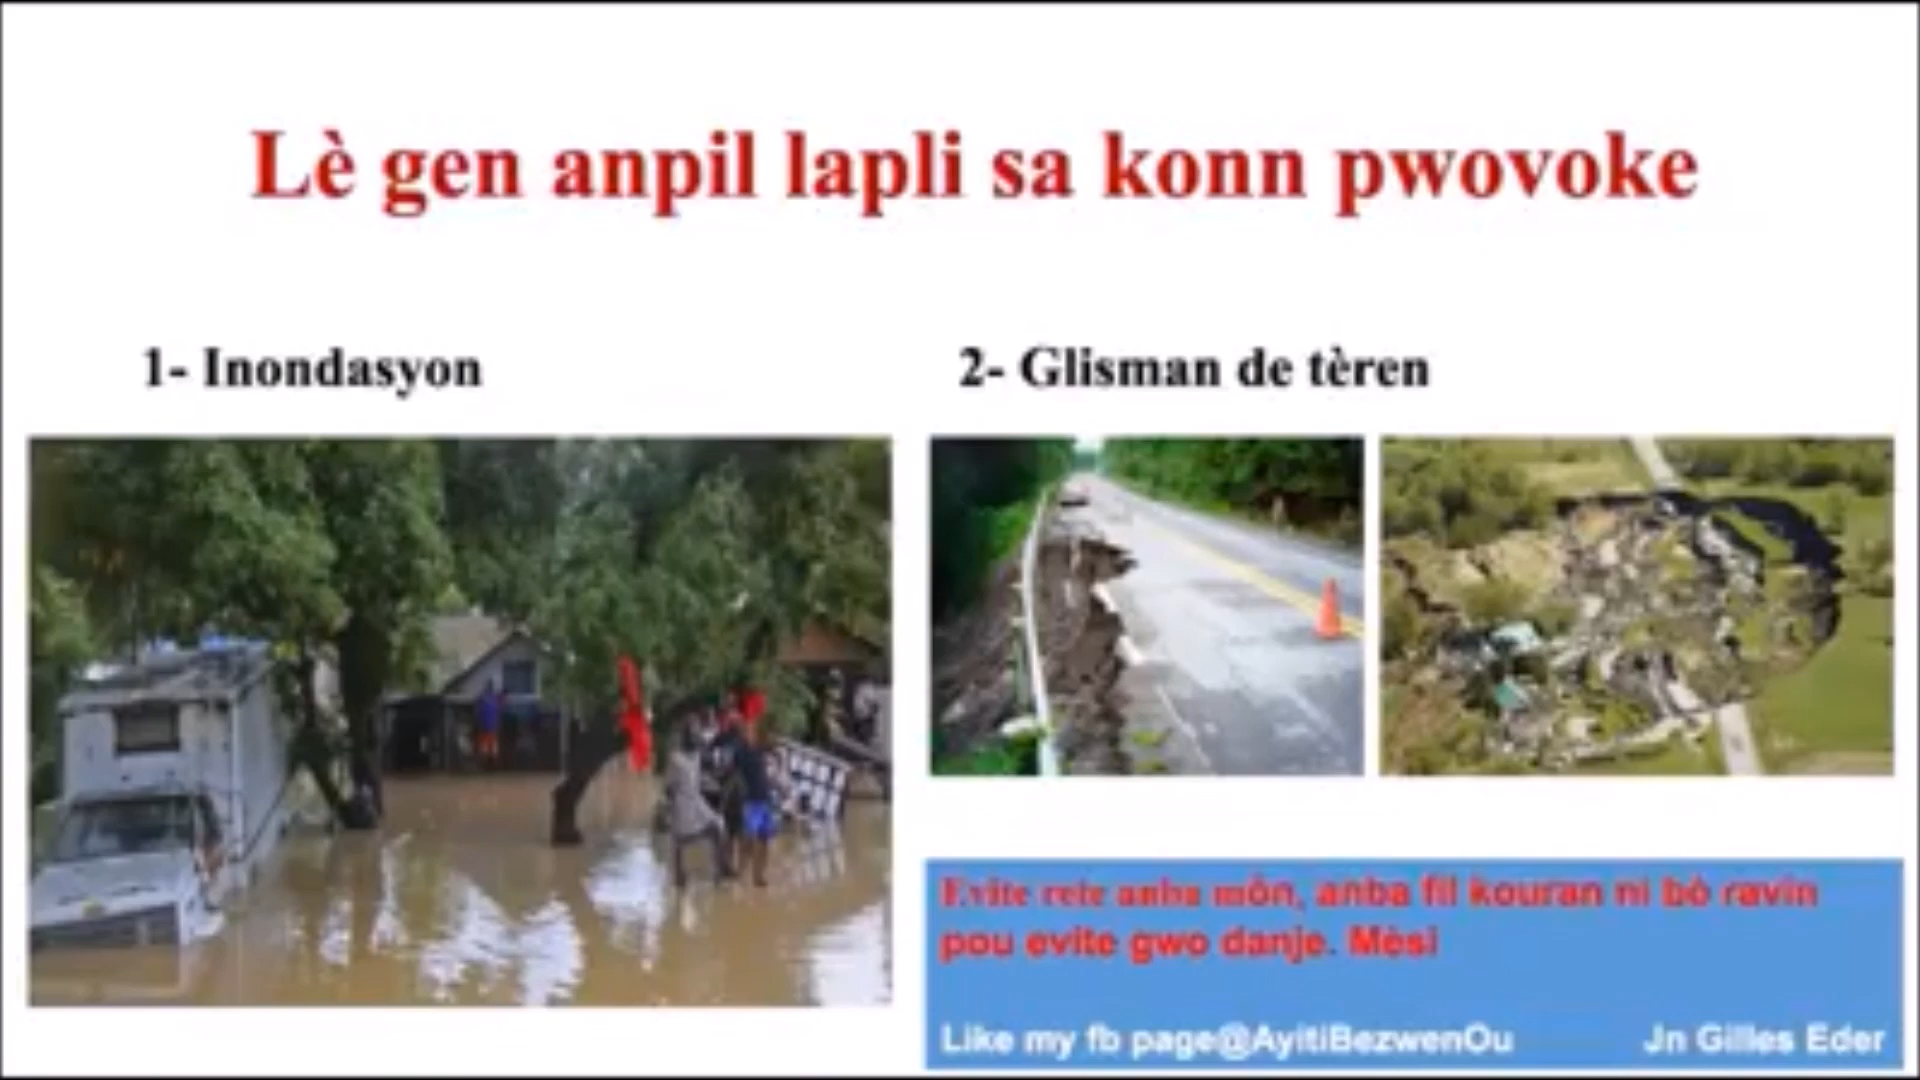 Lè gen anpil lapli sa konn pwovoke
1- Inondasyon
2- Glisman de tèren
Evite rete anba mòn, anba fil kouran ni bò ravin
pou evite gwo danje. Mèsi
Like my fb page@AyitiBezwenOu
Jn Gilles Eder